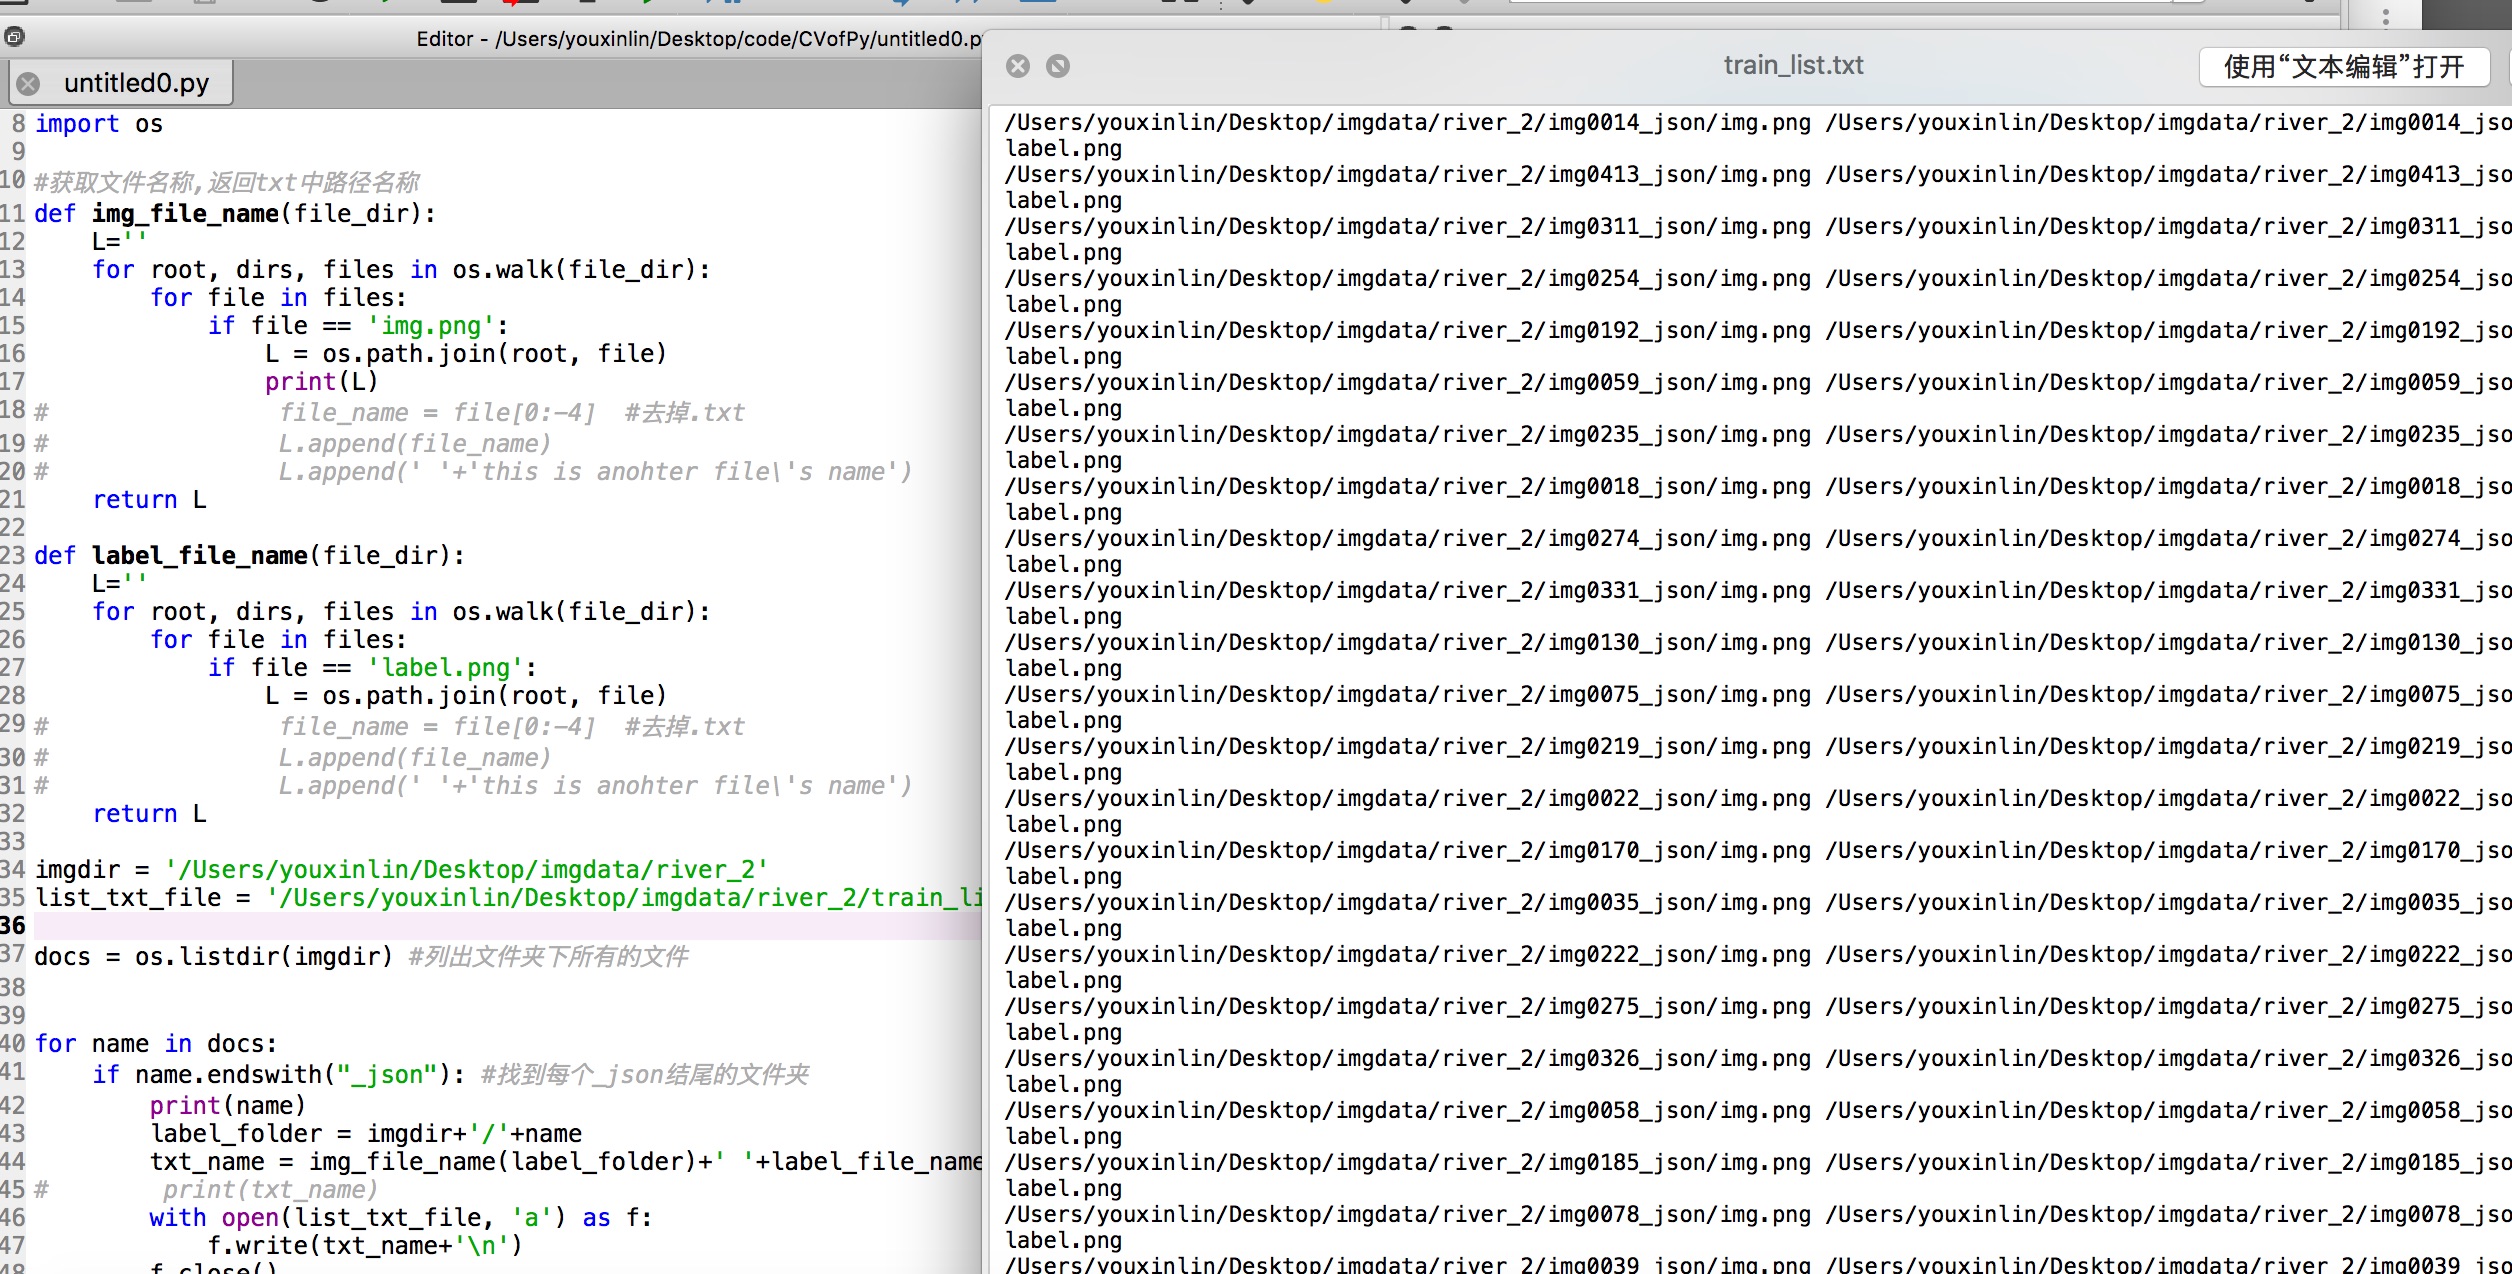 Editor - /Users/youxinlin/Desktop/code/CVofPy/untitled0.p
untitled0.py
8 import os
9
10 #获取文件名称,返回txt中路径名称
11 def img_file_name(file_dir):
12     L=''
13     for root, dirs, files in os.walk(file_dir):
14         for file in files:
15             if file == 'img.png':
16                 L = os.path.join(root, file)
17                 print(L)
18 #                file_name = file[0:-4]  #去掉.txt
19 #                L.append(file_name)
20 #                L.append(' '+'this is anohter file\'s name')
21     return L
22
23 def label_file_name(file_dir):
24     L=''
25     for root, dirs, files in os.walk(file_dir):
26         for file in files:
27             if file == 'label.png':
28                 L = os.path.join(root, file)
29 #                file_name = file[0:-4]  #去掉.txt
30 #                L.append(file_name)
31 #                L.append(' '+'this is anohter file\'s name')
32     return L
33
34 imgdir = '/Users/youxinlin/Desktop/imgdata/river_2'
35 list_txt_file = '/Users/youxinlin/Desktop/imgdata/river_2/train_li
36
37 docs = os.listdir(imgdir) #列出文件夹下所有的文件
38
39
40 for name in docs:
41     if name.endswith("_json"): #找到每个_json结尾的文件夹
42         print(name)
43         label_folder = imgdir+'/'+name
44         txt_name = img_file_name(label_folder)+' '+label_file_name
45 #        print(txt_name)
46         with open(list_txt_file, 'a') as f:
47             f.write(txt_name+'\n')
48         f.close()
train_list.txt
使用“文本编辑”打开
/Users/youxinlin/Desktop/imgdata/river_2/img0014_json/img.png /Users/youxinlin/Desktop/imgdata/river_2/img0014_jso
label.png
/Users/youxinlin/Desktop/imgdata/river_2/img0413_json/img.png /Users/youxinlin/Desktop/imgdata/river_2/img0413_jso
label.png
/Users/youxinlin/Desktop/imgdata/river_2/img0311_json/img.png /Users/youxinlin/Desktop/imgdata/river_2/img0311_jso
label.png
/Users/youxinlin/Desktop/imgdata/river_2/img0254_json/img.png /Users/youxinlin/Desktop/imgdata/river_2/img0254_jso
label.png
/Users/youxinlin/Desktop/imgdata/river_2/img0192_json/img.png /Users/youxinlin/Desktop/imgdata/river_2/img0192_jso
label.png
/Users/youxinlin/Desktop/imgdata/river_2/img0059_json/img.png /Users/youxinlin/Desktop/imgdata/river_2/img0059_jso
label.png
/Users/youxinlin/Desktop/imgdata/river_2/img0235_json/img.png /Users/youxinlin/Desktop/imgdata/river_2/img0235_jso
label.png
/Users/youxinlin/Desktop/imgdata/river_2/img0018_json/img.png /Users/youxinlin/Desktop/imgdata/river_2/img0018_jso
label.png
/Users/youxinlin/Desktop/imgdata/river_2/img0274_json/img.png /Users/youxinlin/Desktop/imgdata/river_2/img0274_jso
label.png
/Users/youxinlin/Desktop/imgdata/river_2/img0331_json/img.png /Users/youxinlin/Desktop/imgdata/river_2/img0331_jso
label.png
/Users/youxinlin/Desktop/imgdata/river_2/img0130_json/img.png /Users/youxinlin/Desktop/imgdata/river_2/img0130_jso
label.png
/Users/youxinlin/Desktop/imgdata/river_2/img0075_json/img.png /Users/youxinlin/Desktop/imgdata/river_2/img0075_jso
label.png
/Users/youxinlin/Desktop/imgdata/river_2/img0219_json/img.png /Users/youxinlin/Desktop/imgdata/river_2/img0219_jso
label.png
/Users/youxinlin/Desktop/imgdata/river_2/img0022_json/img.png /Users/youxinlin/Desktop/imgdata/river_2/img0022_jso
label.png
/Users/youxinlin/Desktop/imgdata/river_2/img0170_json/img.png /Users/youxinlin/Desktop/imgdata/river_2/img0170_jso
label.png
/Users/youxinlin/Desktop/imgdata/river_2/img0035_json/img.png /Users/youxinlin/Desktop/imgdata/river_2/img0035_jso
label.png
/Users/youxinlin/Desktop/imgdata/river_2/img0222_json/img.png /Users/youxinlin/Desktop/imgdata/river_2/img0222_jso
label.png
/Users/youxinlin/Desktop/imgdata/river_2/img0275_json/img.png /Users/youxinlin/Desktop/imgdata/river_2/img0275_jso
label.png
/Users/youxinlin/Desktop/imgdata/river_2/img0326_json/img.png /Users/youxinlin/Desktop/imgdata/river_2/img0326_jso
label.png
/Users/youxinlin/Desktop/imgdata/river_2/img0058_json/img.png /Users/youxinlin/Desktop/imgdata/river_2/img0058_jso
label.png
/Users/youxinlin/Desktop/imgdata/river_2/img0185_json/img.png /Users/youxinlin/Desktop/imgdata/river_2/img0185_jso
label.png
/Users/youxinlin/Desktop/imgdata/river_2/img0078_json/img.png /Users/youxinlin/Desktop/imgdata/river_2/img0078_jso
label.png
/Users/youxinlin/Desktop/imgdata/river_2/img0039_json/img.png /Users/youxinlin/Desktop/imgdata/river_2/img0039_jso